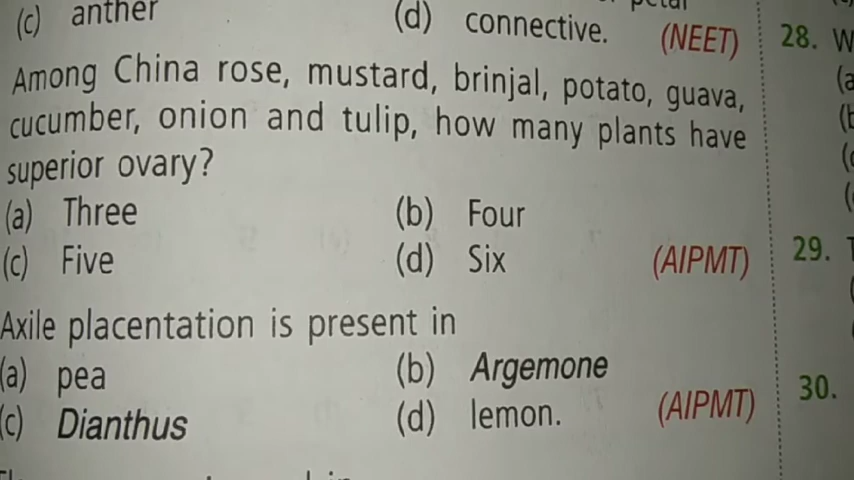 (c) anther (d) connective. (NEET)
Among China rose, mustard, brinjal, potato, guava,
cucumber, onion and tulip, how many plants have
superior ovary?
(a) Three (b) Four
(c) Five (d) Six (AIPMT)
Axile placentation is present in
(a) pea (b) Argemone
(c) Dianthus (d) lemon. (AIPMT)
28. W
(a
(b
29. T
30.